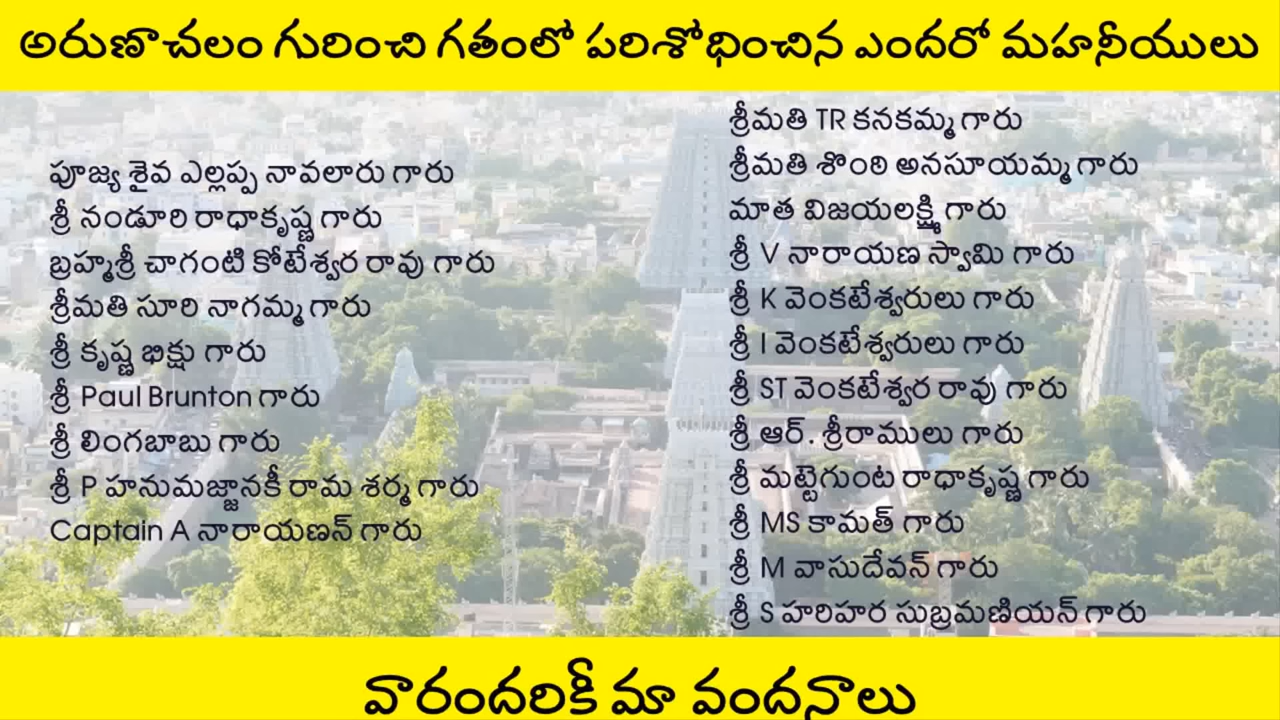 అరుణాచలం గురించి గతంలో పరిశోధించిన ఎందరో మహనీయులు
పూజ్య శైవ ఎల్లప్ప నావలారు గారు
శ్రీ నండూరి రాధాకృష్ణ గారు
బ్రహ్మశ్రీ చాగంటి కోటేశ్వర రావు గారు
శ్రీమతి సూరి నాగమ్మ గారు
శ్రీ కృష్ణ భిక్షు గారు
శ్రీ Paul Brunton గారు
శ్రీ లింగబాబు గారు
శ్రీ P హనుమజ్జానకీ రామ శర్మ గారు
Captain A నారాయణన్ గారు
శ్రీమతి TR కనకమ్మ గారు
శ్రీమతి శొంఠి అనసూయమ్మ గారు
మాత విజయలక్ష్మి గారు
శ్రీ V నారాయణ స్వామి గారు
శ్రీ K వెంకటేశ్వరులు గారు
శ్రీ I వెంకటేశ్వరులు గారు
శ్రీ ST వెంకటేశ్వర రావు గారు
శ్రీ ఆర్. శ్రీరాములు గారు
శ్రీ మట్టెగుంట రాధాకృష్ణ గారు
శ్రీ MS కామత్ గారు
శ్రీ M వాసుదేవన్ గారు
శ్రీ S హరిహర సుబ్రమణియన్ గారు
వారందరికీ మా వందనాలు